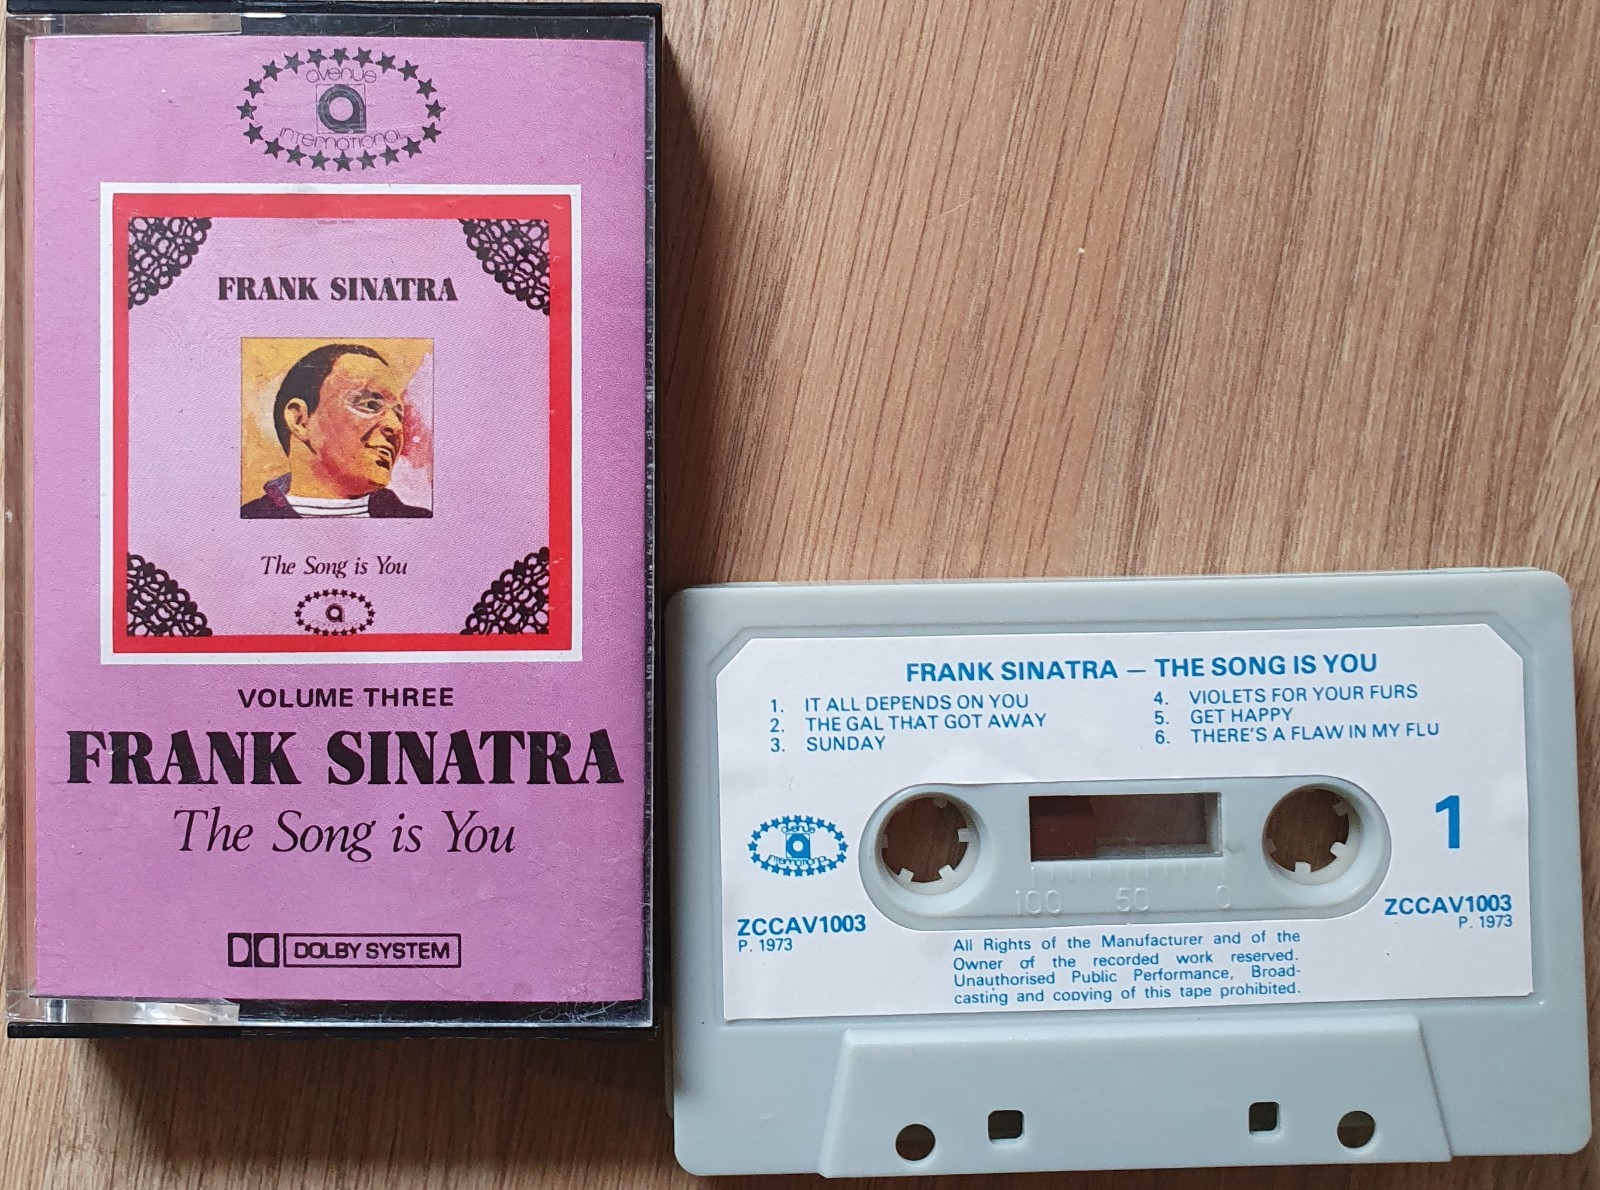 avenue
a
international
FRANK SINATRA
The Song is You
a
VOLUME THREE
FRANK SINATRA
The Song is You
DOLBY SYSTEM
FRANK SINATRA — THE SONG IS YOU
1. IT ALL DEPENDS ON YOU
2. THE GAL THAT GOT AWAY
3. SUNDAY
4. VIOLETS FOR YOUR FURS
5. GET HAPPY
6. THERE'S A FLAW IN MY FLU
avenue
a
international
1
100 50 0
ZCCAV1003
P. 1973
ZCCAV1003
P. 1973
All Rights of the Manufacturer and of the
Owner of the recorded work reserved.
Unauthorised Public Performance, Broad-
casting and copying of this tape prohibited.